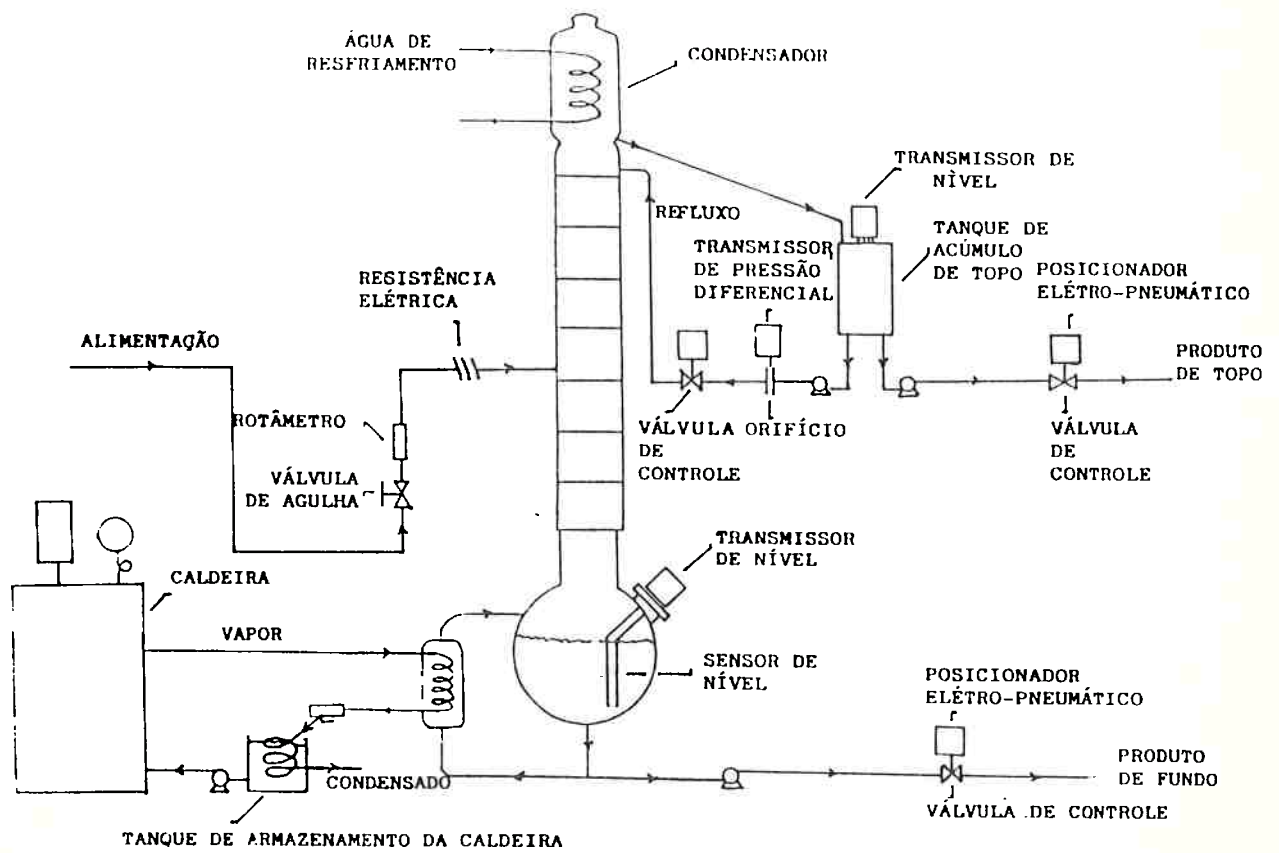 ÁGUA DE
RESFRIAMENTO
CONDENSADOR
TRANSMISSOR DE
NÌVEL
REFLUXO
TANQUE DE
ACÚMULO
DE TOPO
TRANSMISSOR
DE PRESSÃO
DIFERENCIAL
POSICIONADOR
ELÉTRO-PNEUMÁTICO
RESISTÊNCIA
ELÉTRICA
ALIMENTAÇÃO
PRODUTO
DE TOPO
ROTÂMETRO
VÁLVULA
DE
CONTROLE
ORIFÍCIO
VÁLVULA
DE
CONTROLE
VÁLVULA
DE AGULHA
TRANSMISSOR
DE NÍVEL
CALDEIRA
VAPOR
SENSOR DE
NÍVEL
POSICIONADOR
ELÉTRO-PNEUMÁTICO
CONDENSADO
PRODUTO
DE FUNDO
VÁLVULA DE CONTROLE
TANQUE DE ARMAZENAMENTO DA CALDEIRA